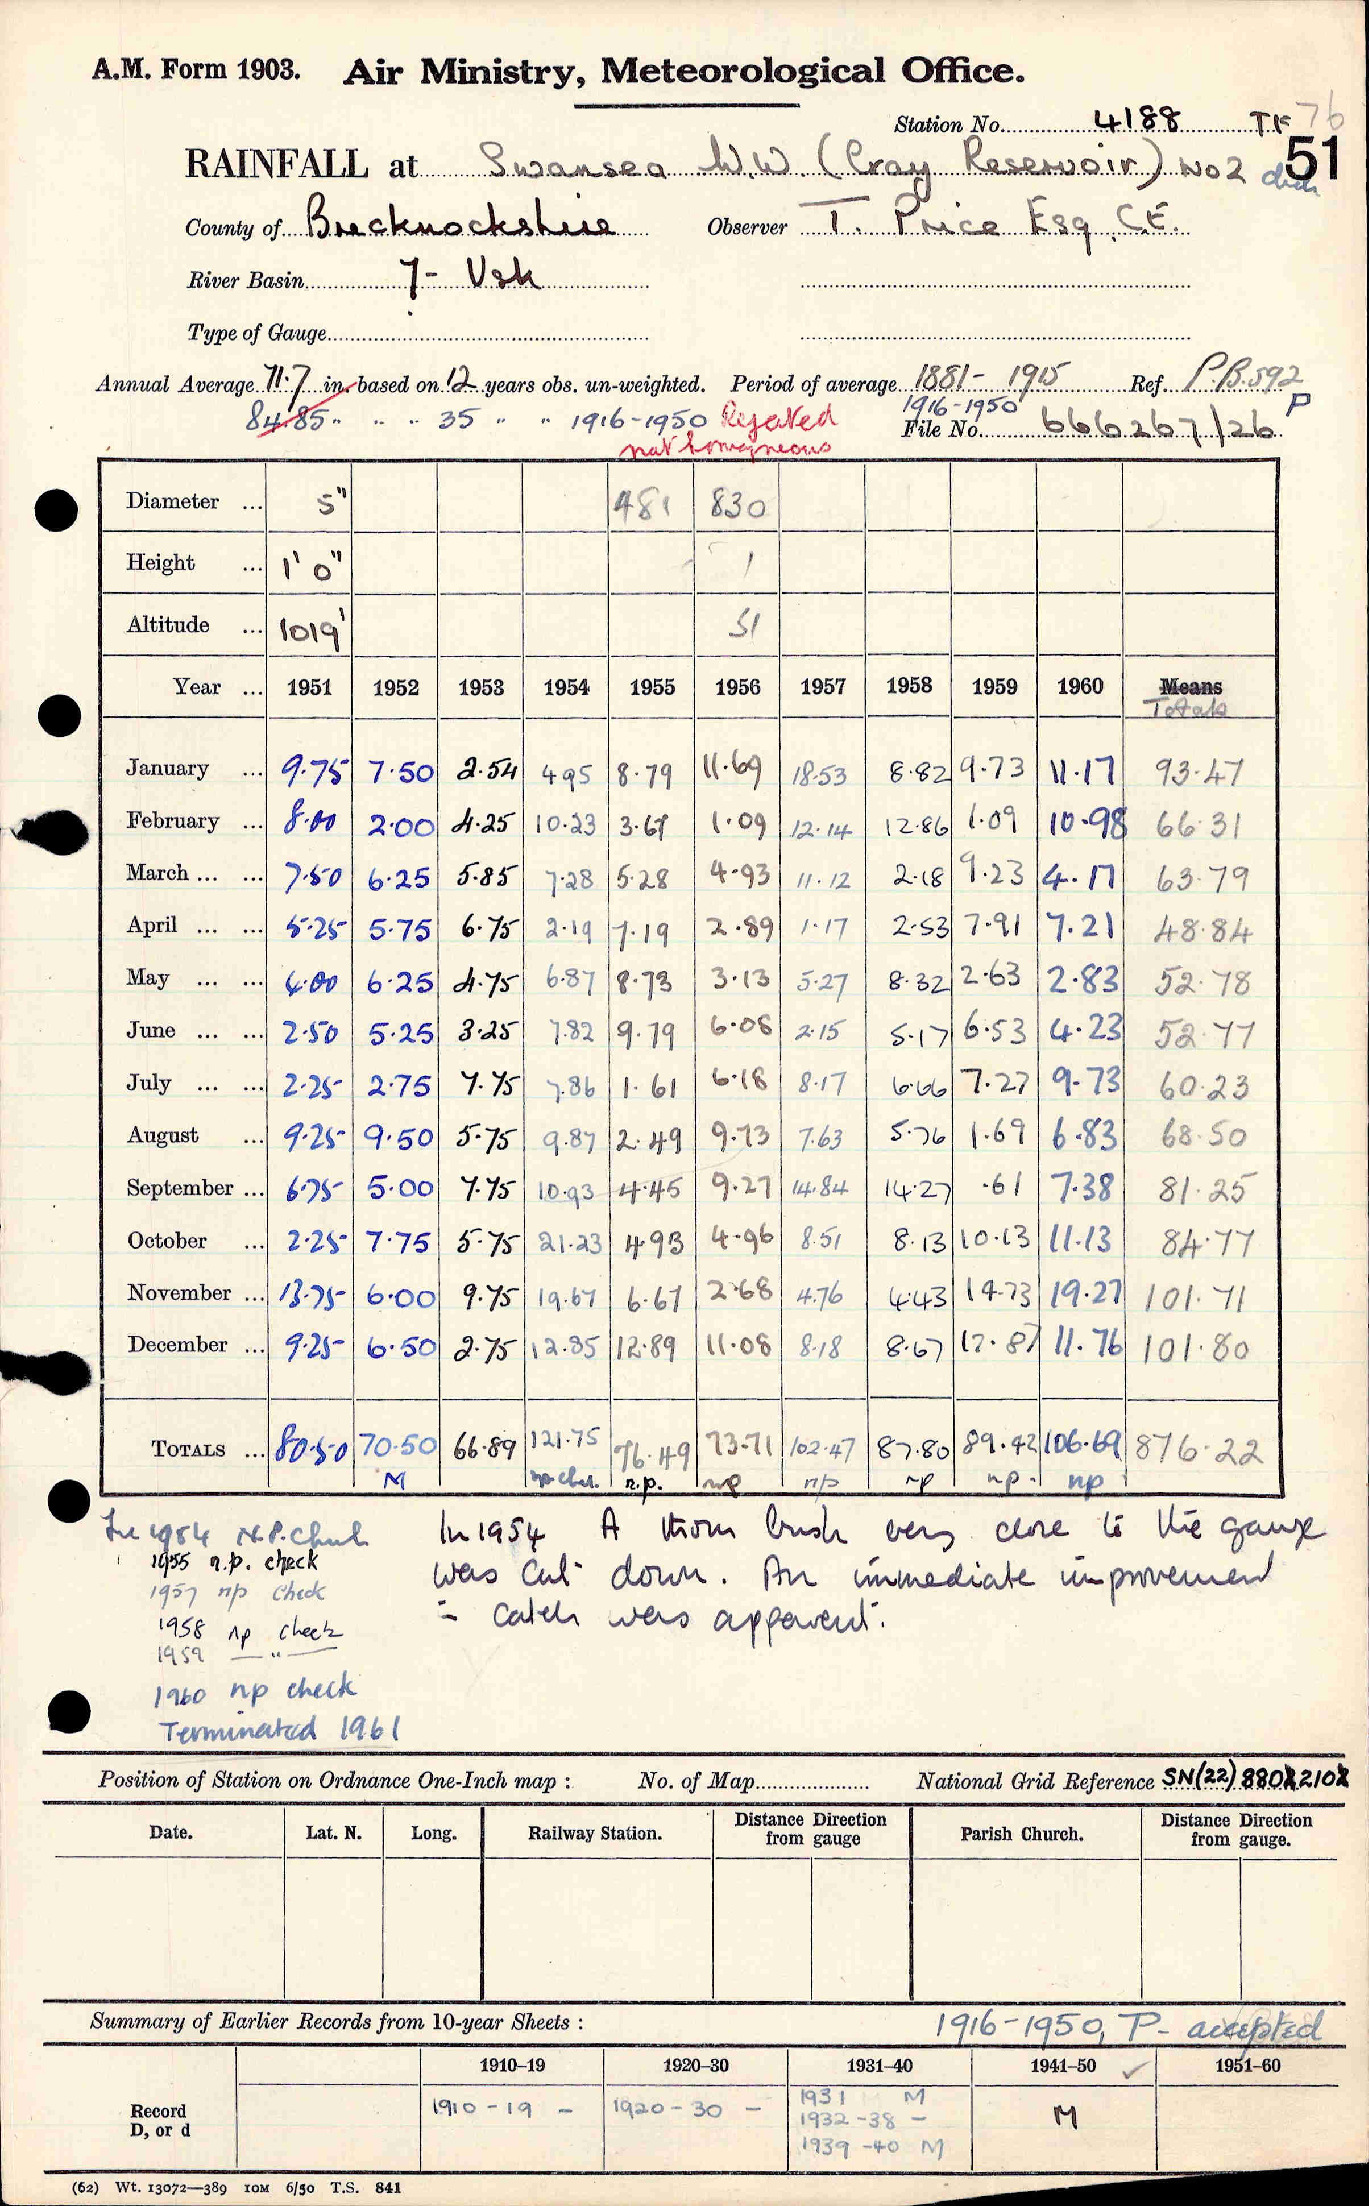 A.M. Form 1903. Air Ministry, Meteorological Office.
Station No. 4188 TK 76
RAINFALL at Swansea W.W. (Cray Reservoir) No 2 51
County of Brecknockshire Observer T. Price Esq. C.E.
River Basin 7- Usk
Type of Gauge
Annual Average 71.7 in. based on 12 years obs. un-weighted. Period of average 1881-1915 Ref. P.B.592
84.85 " " " 35 " " 1916-1950 Rejected 1916-1950 P
not homogeneous File No. 666267/26
Diameter ... 5" 481 830
Height ... 1' 0" 1
Altitude ... 1019' 51
Year ... 1951 1952 1953 1954 1955 1956 1957 1958 1959 1960 Means
Totals
January ... 9.75 7.50 2.54 4.95 8.79 11.69 18.53 8.82 9.73 11.17 93.47
February ... 8.00 2.00 4.25 10.23 3.67 1.09 12.14 12.86 1.09 10.98 66.31
March ... ... 7.50 6.25 5.85 7.28 5.28 4.93 11.12 2.18 9.23 4.17 63.79
April ... ... 5.25 5.75 6.75 2.19 7.19 2.89 1.17 2.53 7.91 7.21 48.84
May ... ... 4.00 6.25 4.75 6.87 8.73 3.13 5.27 8.32 2.63 2.83 52.78
June ... ... 2.50 5.25 3.25 7.82 9.79 6.08 2.15 5.17 6.53 4.23 52.77
July ... ... 2.25 2.75 7.75 7.86 1.61 6.18 8.17 6.66 7.27 9.73 60.23
August ... 9.25 9.50 5.75 9.87 2.49 9.73 7.63 5.76 1.69 6.83 68.50
September ... 6.75 5.00 7.75 10.93 4.45 9.27 14.84 14.27 .61 7.38 81.25
October ... 2.25 7.75 5.75 21.23 4.93 4.96 8.51 8.13 10.13 11.13 84.77
November ... 13.75 6.00 9.75 19.67 6.67 2.68 4.76 4.43 14.73 19.27 101.71
December ... 9.25 6.50 2.75 12.85 12.89 11.08 8.18 8.67 17.87 11.76 101.80
TOTALS ... 80.50 70.50 66.89 121.75 76.49 73.71 102.47 87.80 89.42 106.69 876.22
M np chk. n.p. np n/p np np. np
In 1954 A thorn bush very close to the gauge
was cut down. An immediate improvement
= catch was apparent.
1954 N.P. check
1955 n.p. check
1957 np check
1958 np check
1959 — " —
1960 np check
Terminated 1961
Position of Station on Ordnance One-Inch map : No. of Map National Grid Reference SN(22) 880 210
Date. Lat. N. Long. Railway Station. Distance Direction from gauge Parish Church. Distance Direction from gauge.
Summary of Earlier Records from 10-year Sheets : 1916-1950, P- accepted
1910–19 1920–30 1931–40 1941–50 ✓ 1951–60
Record
D, or d
1910-19 - 1920-30 - 1931 M
1932-38 -
1939-40 M
M
(62) Wt. 13072—389 10M 6/50 T.S. 841